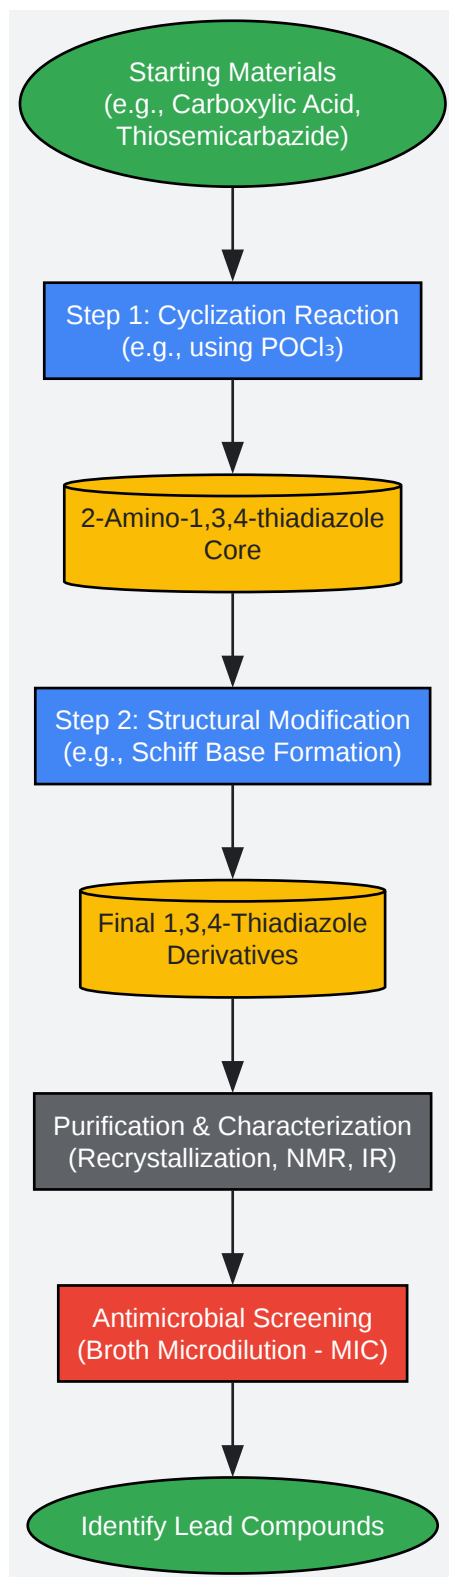 Starting Materials
(e.g., Carboxylic Acid,
Thiosemicarbazide)
Step 1: Cyclization Reaction
(e.g., using POCl₃)
2-Amino-1,3,4-thiadiazole
Core
Step 2: Structural Modification
(e.g., Schiff Base Formation)
Final 1,3,4-Thiadiazole
Derivatives
Purification & Characterization
(Recrystallization, NMR, IR)
Antimicrobial Screening
(Broth Microdilution - MIC)
Identify Lead Compounds